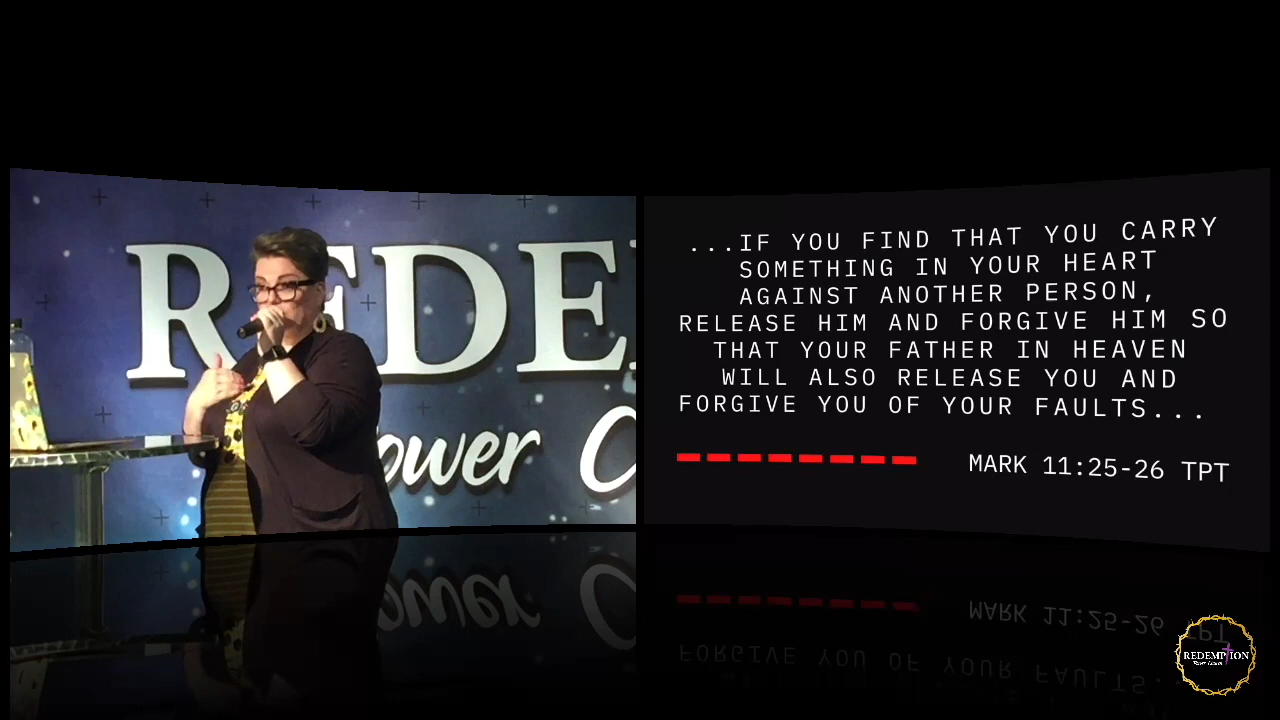 REDE
ower C
...IF YOU FIND THAT YOU CARRY
SOMETHING IN YOUR HEART
AGAINST ANOTHER PERSON,
RELEASE HIM AND FORGIVE HIM SO
THAT YOUR FATHER IN HEAVEN
WILL ALSO RELEASE YOU AND
FORGIVE YOU OF YOUR FAULTS...
MARK 11:25-26 TPT
REDEMPTION